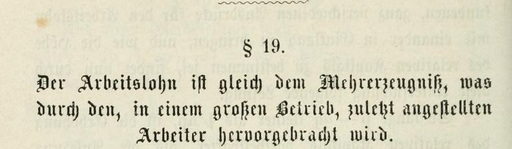 § 19.
Der Arbeitslohn ist gleich dem Mehrerzeugniß, was
durch den, in einem großen Betrieb, zuletzt angestellten
Arbeiter hervorgebracht wird.